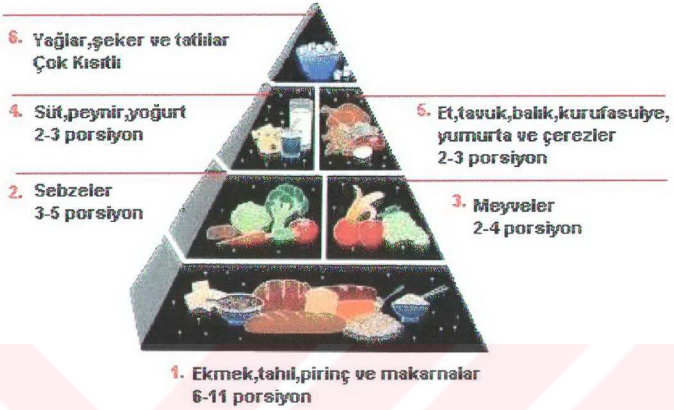 6. Yağlar,şeker ve tatlılar
Çok Kısıtlı
4. Süt,peynir,yoğurt
2-3 porsiyon
5. Et,tavuk,balık,kurufasulye,
yumurta ve çerezler
2-3 porsiyon
2. Sebzeler
3-5 porsiyon
3. Meyveler
2-4 porsiyon
1. Ekmek,tahıl,pirinç ve makarnalar
6-11 porsiyon